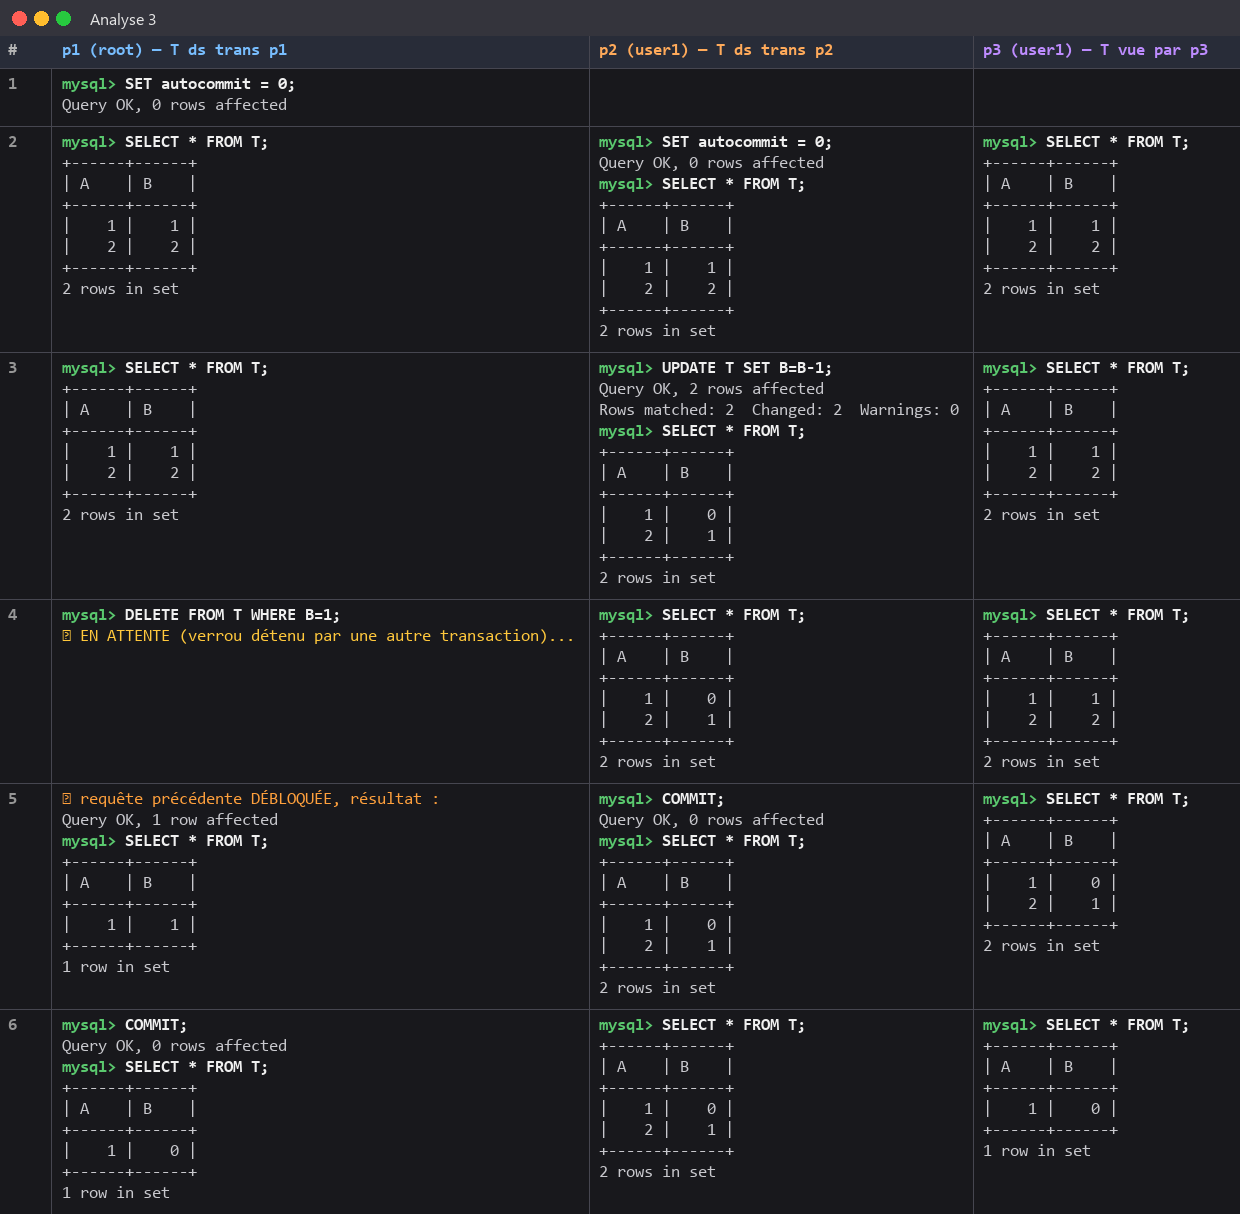 Analyse 3
# p1 (root) — T ds trans p1 p2 (user1) — T ds trans p2 p3 (user1) — T vue par p3
1
mysql> SET autocommit = 0;
Query OK, 0 rows affected
2
mysql> SELECT * FROM T;
+------+------+
| A    | B    |
+------+------+
|    1 |    1 |
|    2 |    2 |
+------+------+
2 rows in set
mysql> SET autocommit = 0;
Query OK, 0 rows affected
mysql> SELECT * FROM T;
+------+------+
| A    | B    |
+------+------+
|    1 |    1 |
|    2 |    2 |
+------+------+
2 rows in set
mysql> SELECT * FROM T;
+------+------+
| A    | B    |
+------+------+
|    1 |    1 |
|    2 |    2 |
+------+------+
2 rows in set
3
mysql> SELECT * FROM T;
+------+------+
| A    | B    |
+------+------+
|    1 |    1 |
|    2 |    2 |
+------+------+
2 rows in set
mysql> UPDATE T SET B=B-1;
Query OK, 2 rows affected
Rows matched: 2  Changed: 2  Warnings: 0
mysql> SELECT * FROM T;
+------+------+
| A    | B    |
+------+------+
|    1 |    0 |
|    2 |    1 |
+------+------+
2 rows in set
mysql> SELECT * FROM T;
+------+------+
| A    | B    |
+------+------+
|    1 |    1 |
|    2 |    2 |
+------+------+
2 rows in set
4
mysql> DELETE FROM T WHERE B=1;
EN ATTENTE (verrou détenu par une autre transaction)...
mysql> SELECT * FROM T;
+------+------+
| A    | B    |
+------+------+
|    1 |    0 |
|    2 |    1 |
+------+------+
2 rows in set
mysql> SELECT * FROM T;
+------+------+
| A    | B    |
+------+------+
|    1 |    1 |
|    2 |    2 |
+------+------+
2 rows in set
5
requête précédente DÉBLOQUÉE, résultat :
Query OK, 1 row affected
mysql> SELECT * FROM T;
+------+------+
| A    | B    |
+------+------+
|    1 |    1 |
+------+------+
1 row in set
mysql> COMMIT;
Query OK, 0 rows affected
mysql> SELECT * FROM T;
+------+------+
| A    | B    |
+------+------+
|    1 |    0 |
|    2 |    1 |
+------+------+
2 rows in set
mysql> SELECT * FROM T;
+------+------+
| A    | B    |
+------+------+
|    1 |    0 |
|    2 |    1 |
+------+------+
2 rows in set
6
mysql> COMMIT;
Query OK, 0 rows affected
mysql> SELECT * FROM T;
+------+------+
| A    | B    |
+------+------+
|    1 |    0 |
+------+------+
1 row in set
mysql> SELECT * FROM T;
+------+------+
| A    | B    |
+------+------+
|    1 |    0 |
|    2 |    1 |
+------+------+
2 rows in set
mysql> SELECT * FROM T;
+------+------+
| A    | B    |
+------+------+
|    1 |    0 |
+------+------+
1 row in set